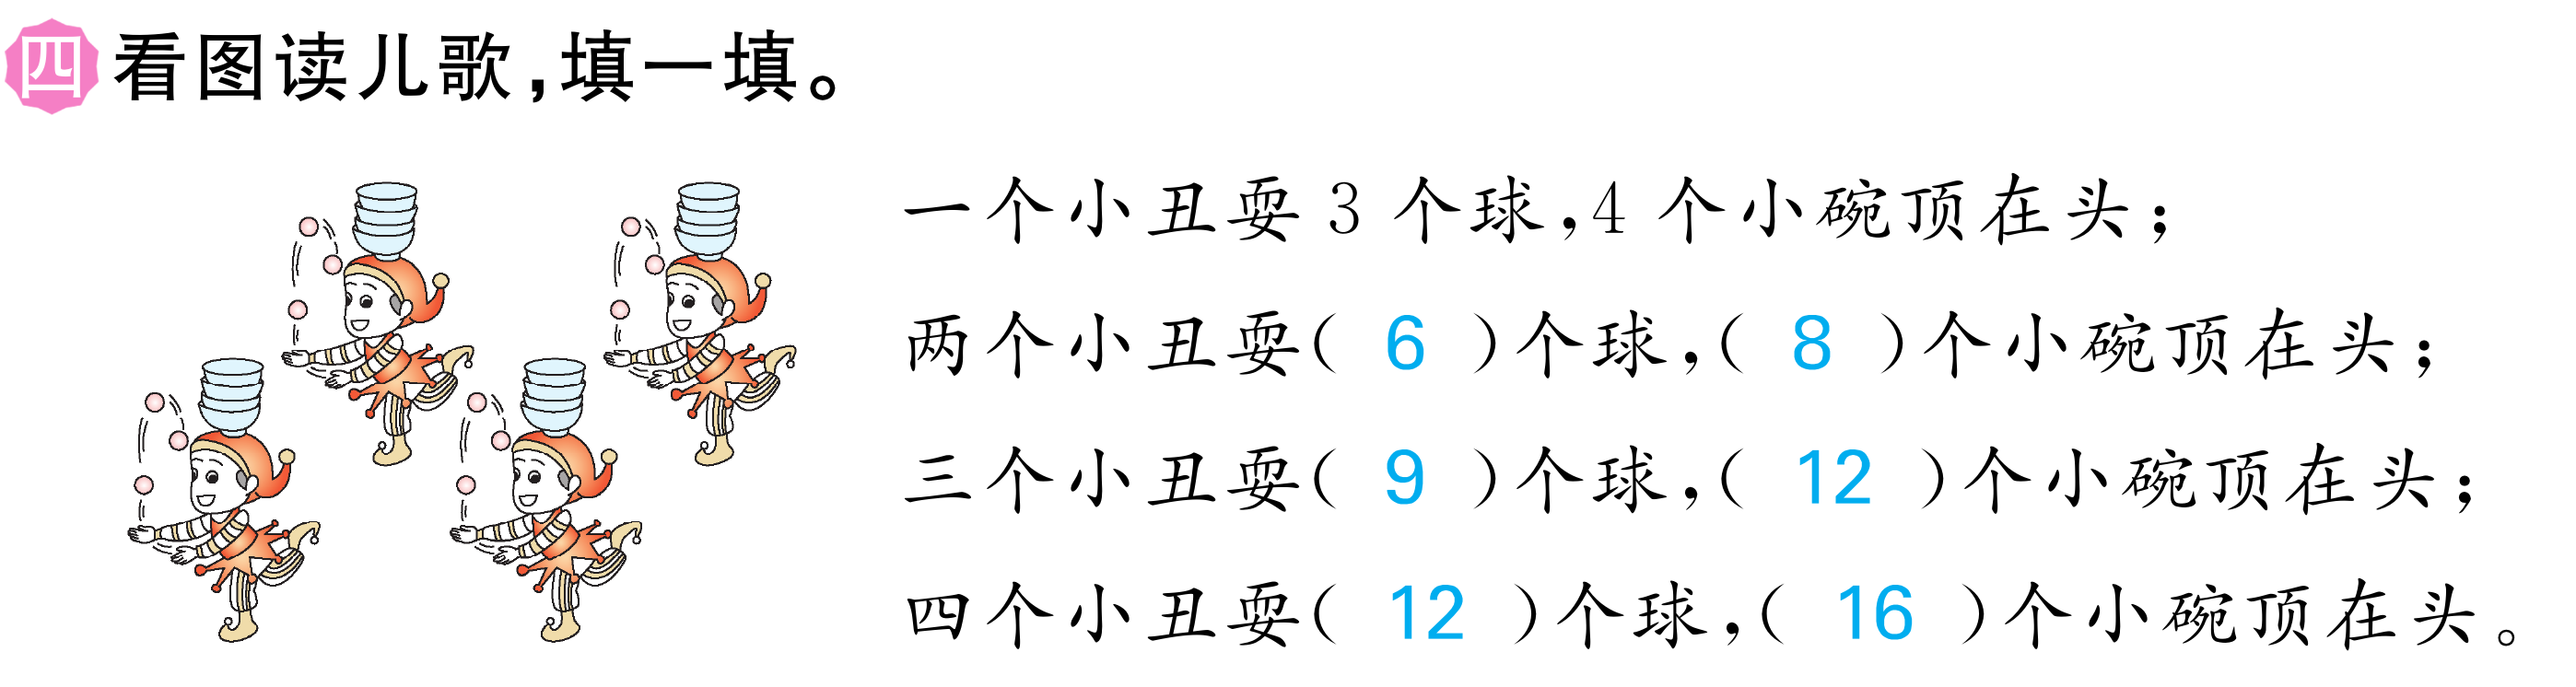 四 看图读儿歌,填一填。
一个小丑耍 3 个球,4 个小碗顶在头;
两个小丑耍( 6 )个球,( 8 )个小碗顶在头;
三个小丑耍( 9 )个球,( 12 )个小碗顶在头;
四个小丑耍( 12 )个球,( 16 )个小碗顶在头。